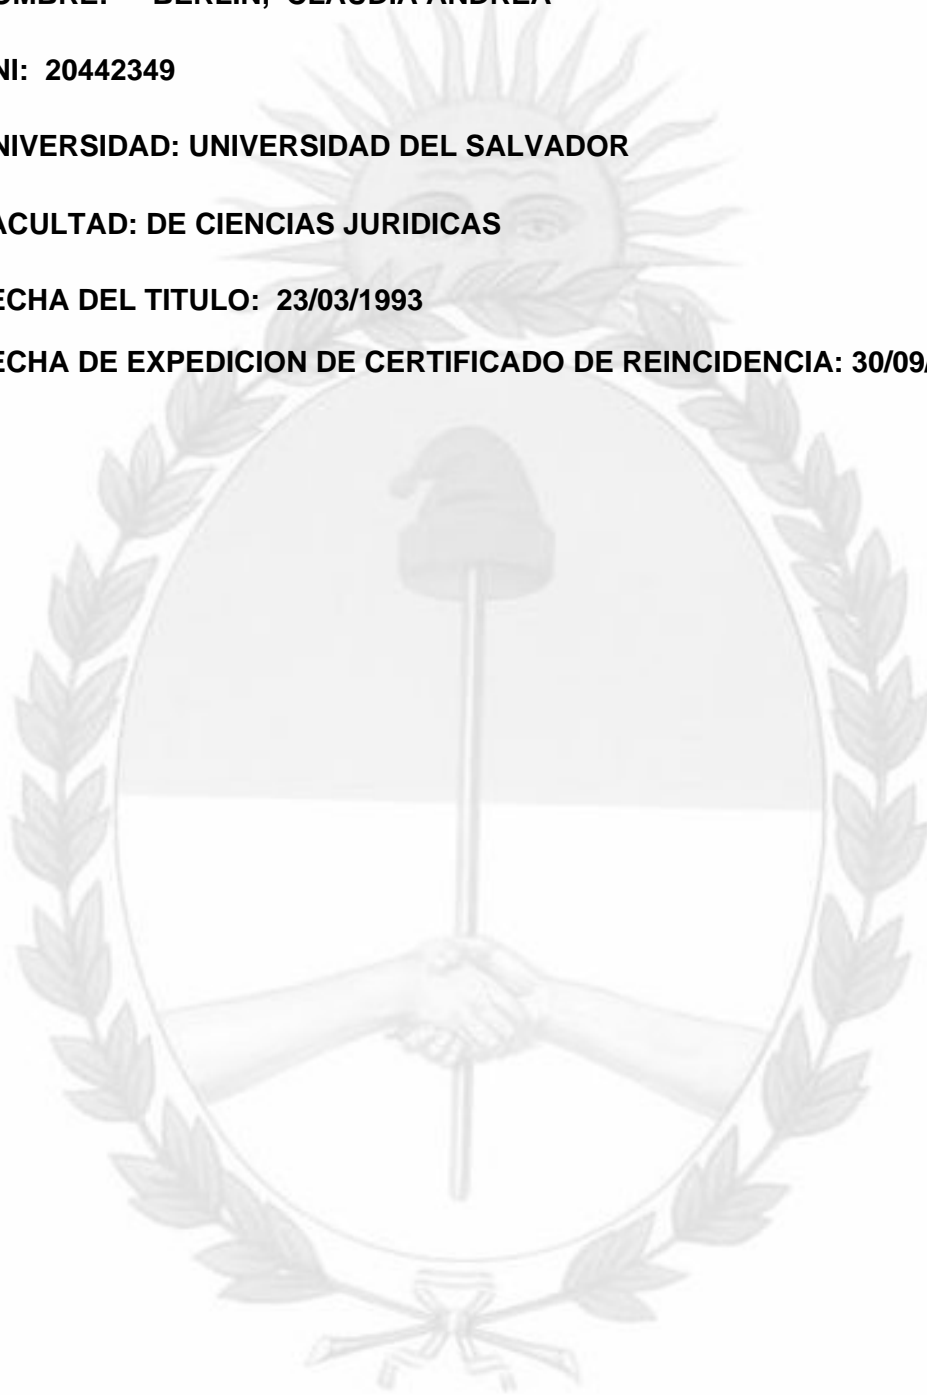 OMBRE: BERLIN, CLAUDIA ANDREA
NI: 20442349
NIVERSIDAD: UNIVERSIDAD DEL SALVADOR
ACULTAD: DE CIENCIAS JURIDICAS
ECHA DEL TITULO: 23/03/1993
ECHA DE EXPEDICION DE CERTIFICADO DE REINCIDENCIA: 30/09/